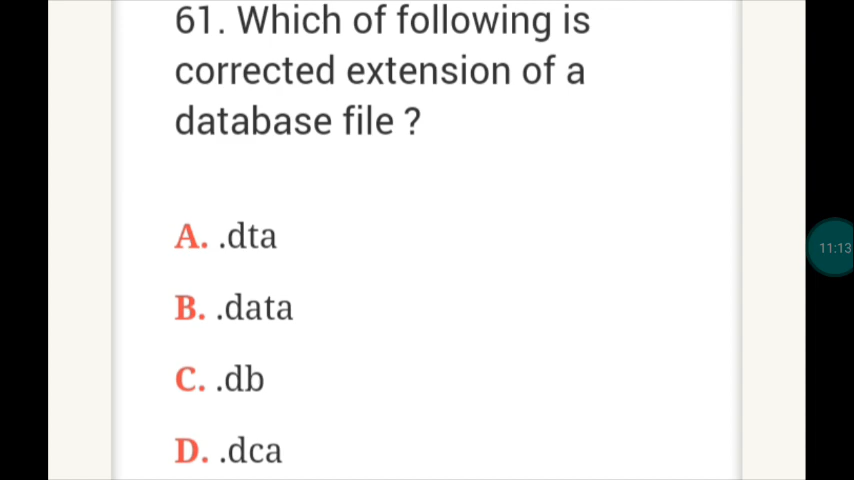 61. Which of following is
corrected extension of a
database file ?
A. .dta
B. .data
C. .db
D. .dca
11:13